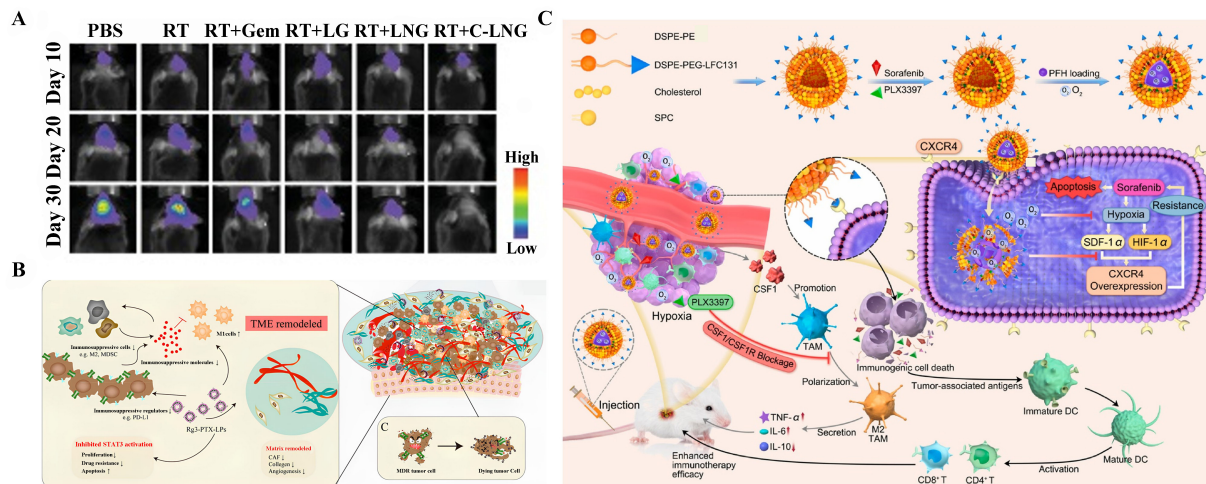 A
PBS RT RT+Gem RT+LG RT+LNG RT+C-LNG
Day 10
Day 20
Day 30
High
Low
B
TME remodeled
M1cells ↑
Immunosuppressive cells ↓
e.g. M2, MDSC
Immunosuppressive molecules ↓
Immunosuppressive regulators ↓
e.g. PD-L1
Rg3-PTX-LPs
Inhibited STAT3 activation
Proliferation ↓
Drug resistance ↓
Apoptosis ↑
Matrix remodeled
CAF ↓
Collagen ↓
Angiogenesis ↓
C
MDR tumor cell
Dying tumor Cell
C
DSPE-PE
DSPE-PEG-LFC131
Cholesterol
SPC
Sorafenib
PLX3397
PFH loading
O2 O2
CXCR4
Apoptosis
Sorafenib
Resistance
Hypoxia
SDF-1α
HIF-1α
CXCR4
Overexpression
O2
CSF1
PLX3397
Hypoxia
Promotion
TAM
CSF1/CSF1R Blockage
Immunogenic cell death
Polarization
Tumor-associated antigens
Immature DC
Injection
TNF-α↑
IL-6↑
IL-10↓
Secretion
M2
TAM
Mature DC
Enhanced
immunotherapy
efficacy
CD8+ T
CD4+ T
Activation